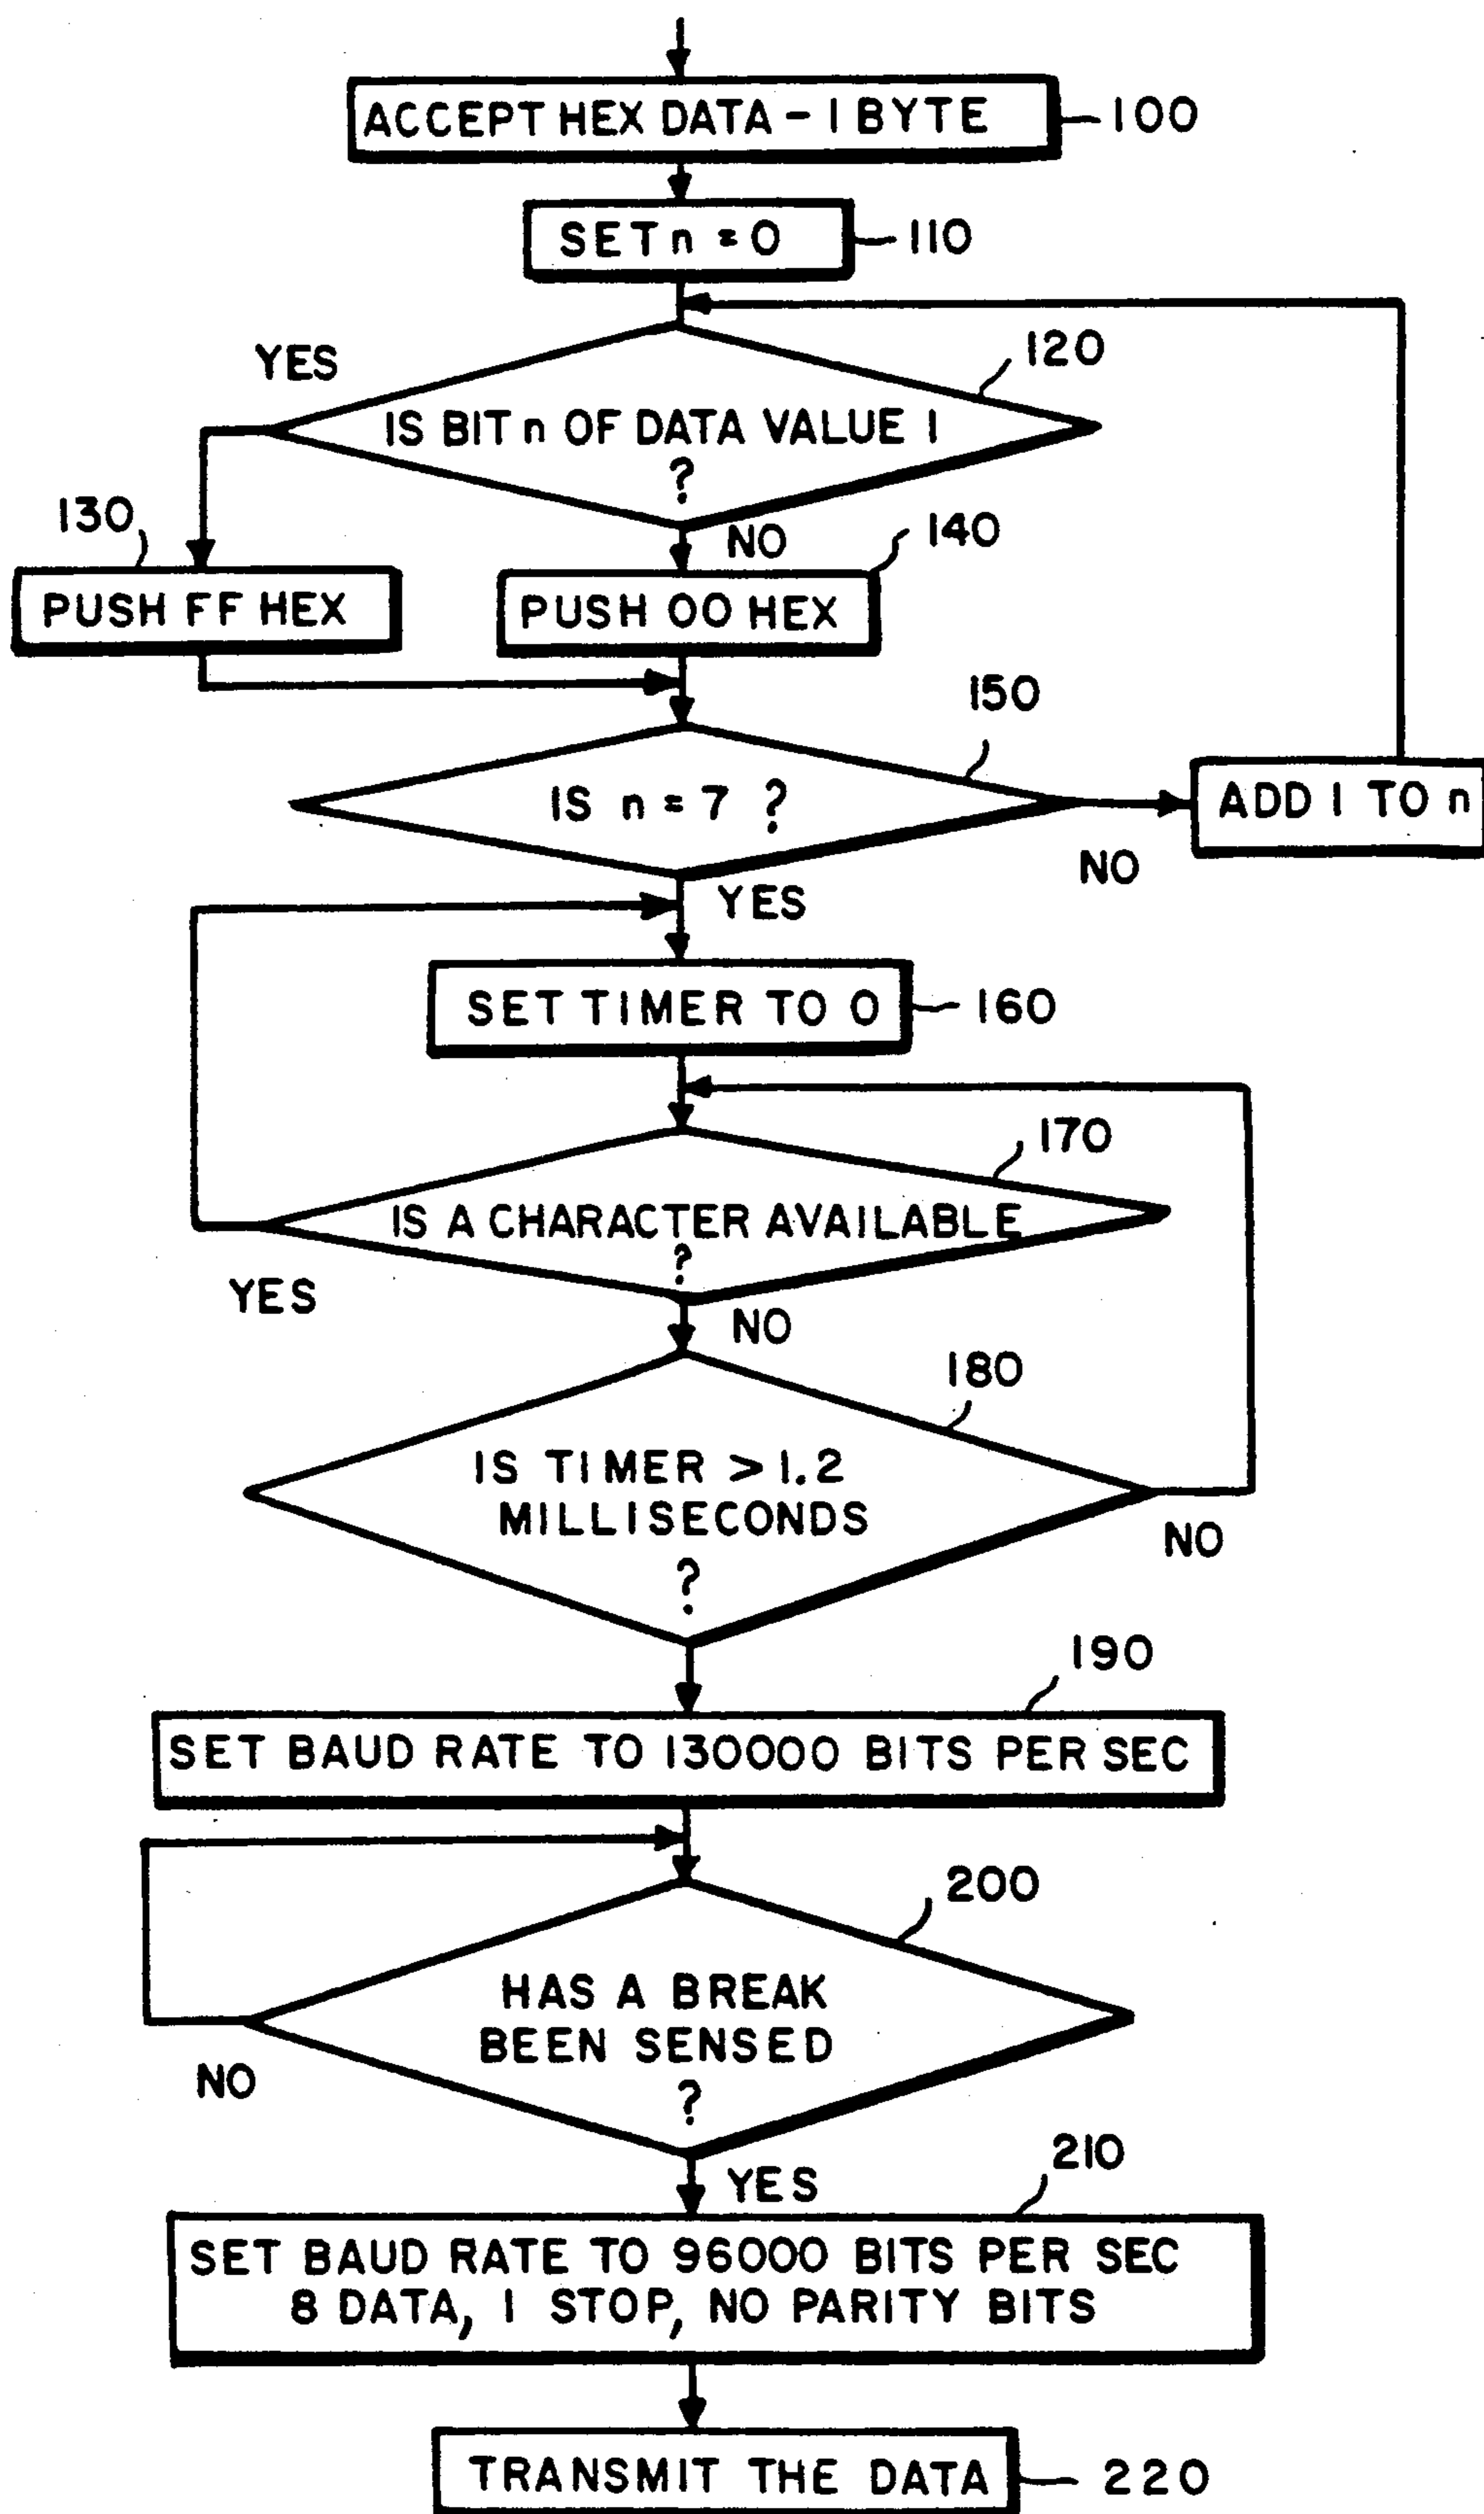 ACCEPT HEX DATA - 1 BYTE
100
SET n = 0
110
YES
120
IS BIT n OF DATA VALUE 1
?
130
NO
140
PUSH FF HEX
PUSH 00 HEX
150
IS n = 7 ?
ADD 1 TO n
NO
YES
SET TIMER TO 0
160
170
IS A CHARACTER AVAILABLE
?
YES
NO
180
IS TIMER > 1.2
MILLISECONDS
?
NO
190
SET BAUD RATE TO 130000 BITS PER SEC
200
HAS A BREAK
BEEN SENSED
?
NO
210
YES
SET BAUD RATE TO 96000 BITS PER SEC
8 DATA, 1 STOP, NO PARITY BITS
TRANSMIT THE DATA
220